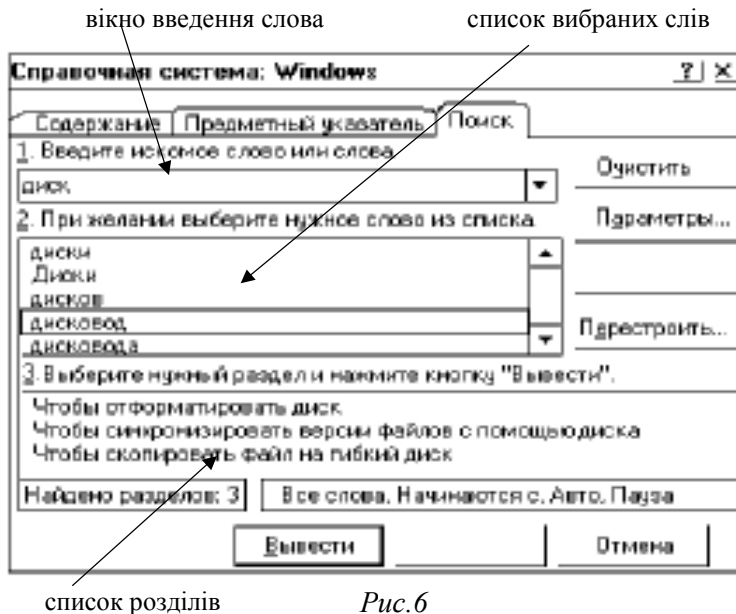 вікно введення слова список вибраних слів
Справочная система: Windows ? ×
Содержание Предметный указатель Поиск
1. Введите искомое слово или слова
Очистить
диск
2. При желании выберите нужное слово из списка.
Параметры...
диски
Диски
дисков
дисковод
Перестроить...
дисковода
3. Выберите нужный раздел и нажмите кнопку "Вывести".
Чтобы отформатировать диск
Чтобы синхронизировать версии файлов с помощью диска
Чтобы скопировать файл на гибкий диск
Найдено разделов: 3 Все слова, Начинаются с, Авто, Пауза
Вывести Отмена
список розділів Рис.6